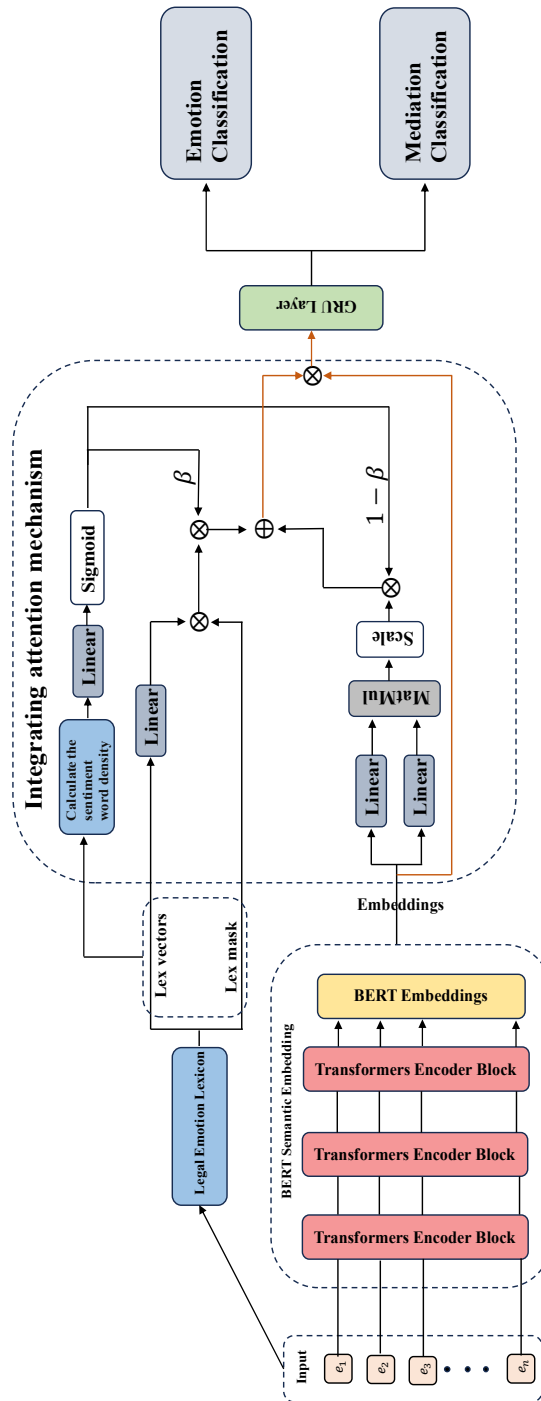 Input
e₁
e₂
e₃
eₙ
Legal Emotion Lexicon
BERT Semantic Embedding
Transformers Encoder Block
Transformers Encoder Block
Transformers Encoder Block
BERT Embeddings
Lex vectors
Lex mask
Embeddings
Integrating attention mechanism
Calculate the
sentiment
word density
Linear
Sigmoid
Linear
β
Linear
Linear
MatMul
Scale
1 − β
GRU Layer
Emotion
Classification
Mediation
Classification